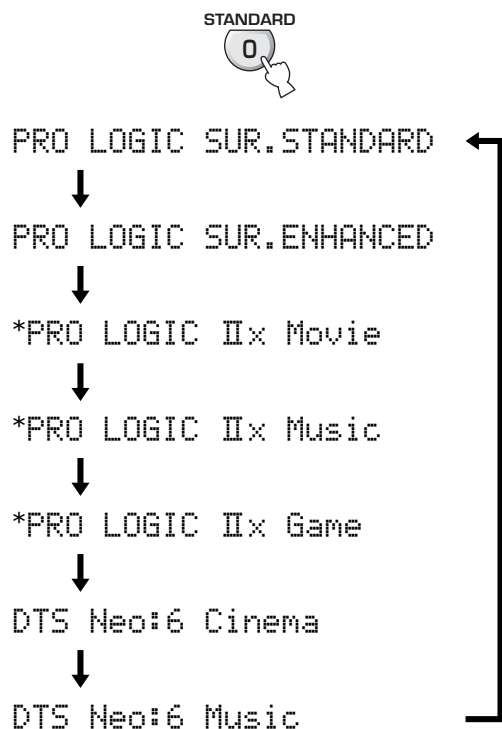 STANDARD
0
PRO LOGIC SUR.STANDARD
PRO LOGIC SUR.ENHANCED
*PRO LOGIC Ⅱx Movie
*PRO LOGIC Ⅱx Music
*PRO LOGIC Ⅱx Game
DTS Neo:6 Cinema
DTS Neo:6 Music